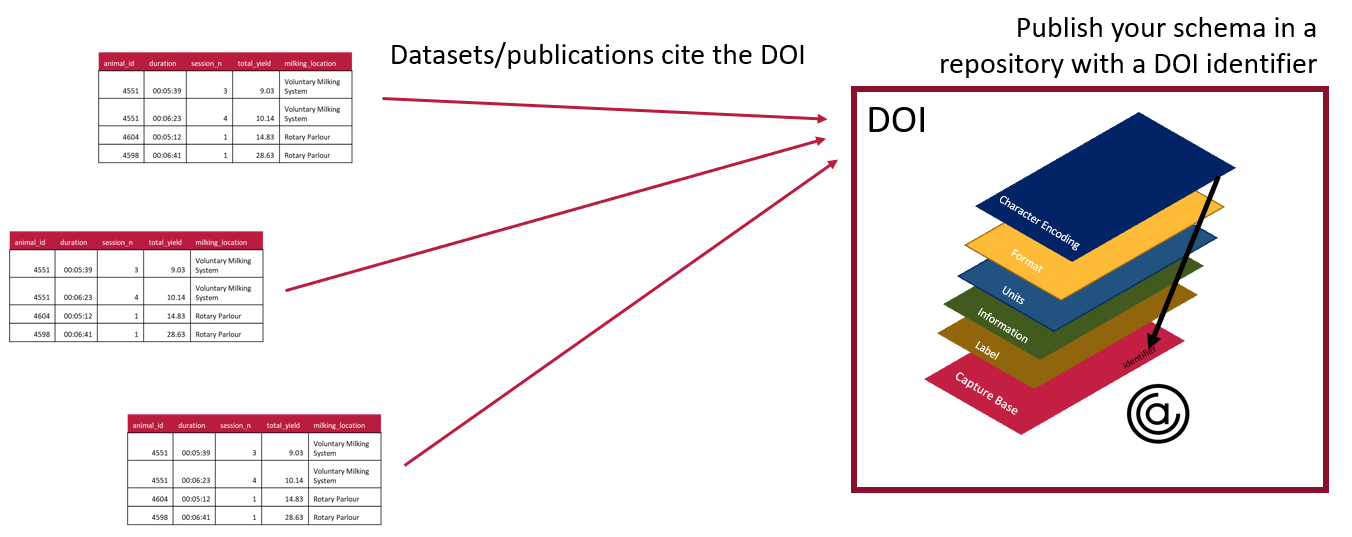 Publish your schema in a
repository with a DOI identifier
Datasets/publications cite the DOI
animal_id duration session_n total_yield milking_location
4551 00:05:39 3 9.03 Voluntary Milking
System
4551 00:06:23 4 10.14 Voluntary Milking
System
4604 00:05:12 1 14.83 Rotary Parlour
4598 00:06:41 1 28.63 Rotary Parlour
animal_id duration session_n total_yield milking_location
4551 00:05:39 3 9.03 Voluntary Milking
System
4551 00:06:23 4 10.14 Voluntary Milking
System
4604 00:05:12 1 14.83 Rotary Parlour
4598 00:06:41 1 28.63 Rotary Parlour
animal_id duration session_n total_yield milking_location
4551 00:05:39 3 9.03 Voluntary Milking
System
4551 00:06:23 4 10.14 Voluntary Milking
System
4604 00:05:12 1 14.83 Rotary Parlour
4598 00:06:41 1 28.63 Rotary Parlour
DOI
Character Encoding
Format
Units
Information
Label
Capture Base
identifier
@